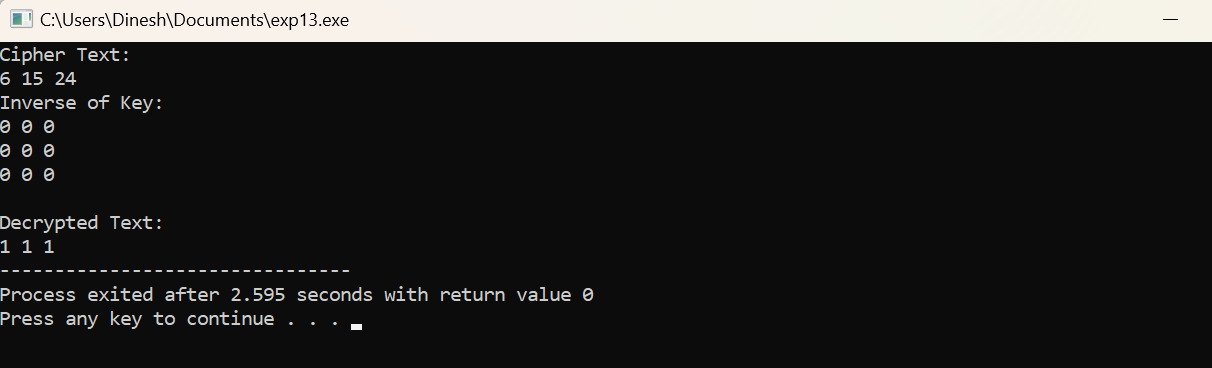 C:\Users\Dinesh\Documents\exp13.exe
Cipher Text:
6 15 24
Inverse of Key:
0 0 0
0 0 0
0 0 0
Decrypted Text:
1 1 1
--------------------------------
Process exited after 2.595 seconds with return value 0
Press any key to continue . . .